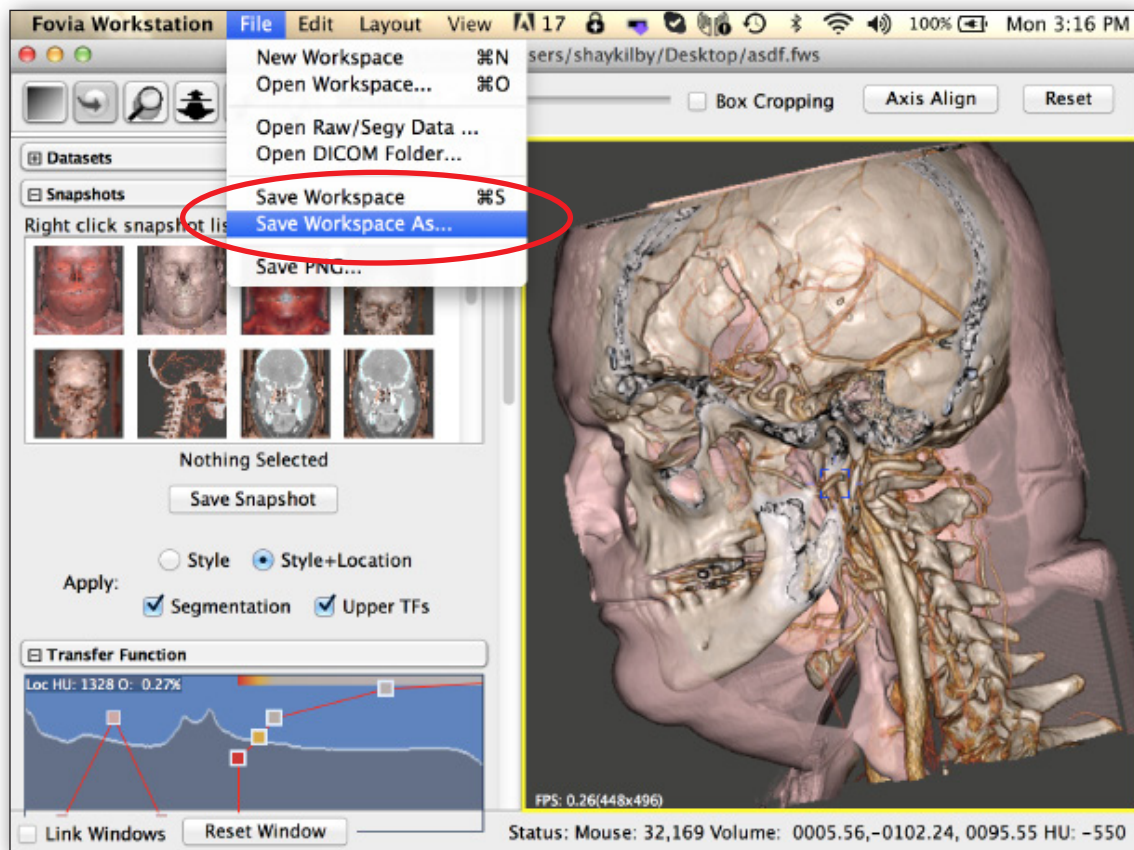 Fovia Workstation File Edit Layout View 17 100% Mon 3:16 PM
sers/shaykilby/Desktop/asdf.fws
New Workspace ⌘N
Open Workspace... ⌘O
Open Raw/Segy Data ...
Open DICOM Folder...
Save Workspace ⌘S
Save Workspace As...
Save PNG...
Box Cropping Axis Align Reset
Datasets
Snapshots
Right click snapshot lis
Nothing Selected
Save Snapshot
Style Style+Location
Apply:
Segmentation Upper TFs
Transfer Function
Loc HU: 1328 O: 0.27%
FPS: 0.26(448x496)
Link Windows Reset Window Status: Mouse: 32,169 Volume: 0005.56,-0102.24, 0095.55 HU: -550